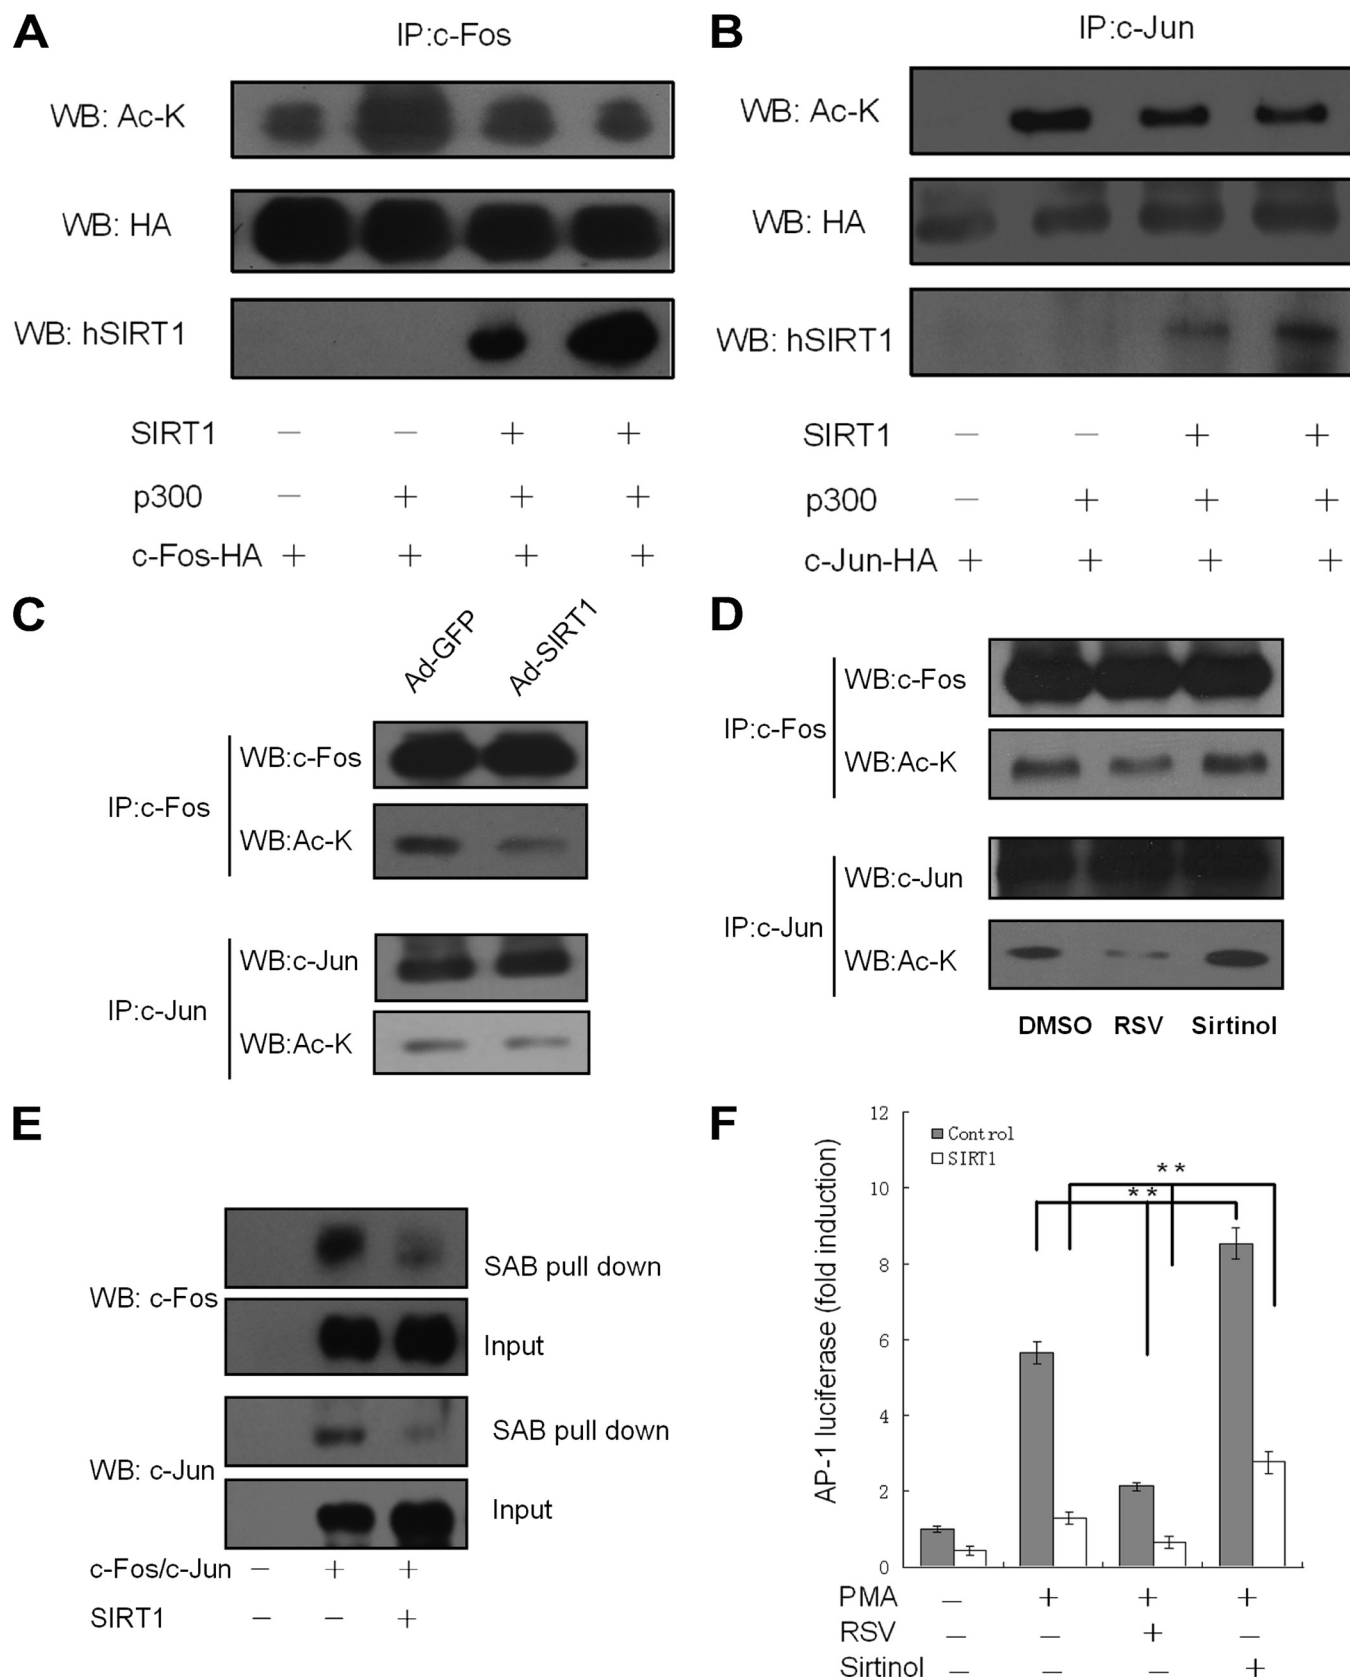 A
IP:c-Fos
WB: Ac-K
WB: HA
WB: hSIRT1
SIRT1 — — + +
p300 — + + +
c-Fos-HA + + + +
B
IP:c-Jun
WB: Ac-K
WB: HA
WB: hSIRT1
SIRT1 — — + +
p300 — + + +
c-Jun-HA + + + +
C
Ad-GFP
Ad-SIRT1
IP:c-Fos
WB:c-Fos
WB:Ac-K
IP:c-Jun
WB:c-Jun
WB:Ac-K
D
IP:c-Fos
WB:c-Fos
WB:Ac-K
IP:c-Jun
WB:c-Jun
WB:Ac-K
DMSO RSV Sirtinol
E
WB: c-Fos
SAB pull down
Input
WB: c-Jun
SAB pull down
Input
c-Fos/c-Jun — + +
SIRT1 — — +
F
AP-1 luciferase (fold induction)
12
10
8
6
4
2
0
Control
SIRT1
**
**
PMA — + + +
RSV — — + —
Sirtinol — — — +